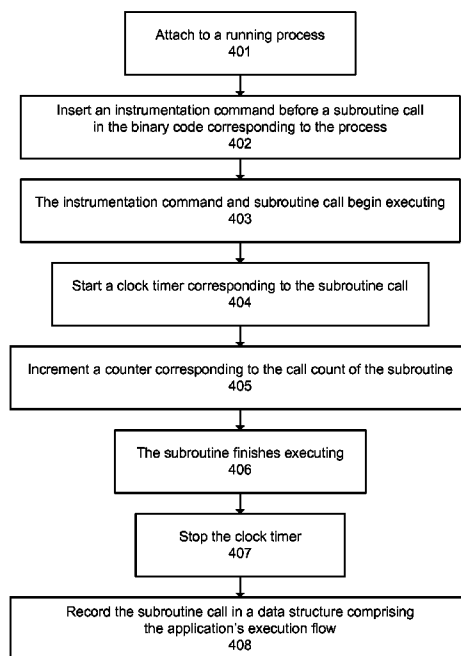 Attach to a running process
401
Insert an instrumentation command before a subroutine call
in the binary code corresponding to the process
402
The instrumentation command and subroutine call begin executing
403
Start a clock timer corresponding to the subroutine call
404
Increment a counter corresponding to the call count of the subroutine
405
The subroutine finishes executing
406
Stop the clock timer
407
Record the subroutine call in a data structure comprising
the application's execution flow
408